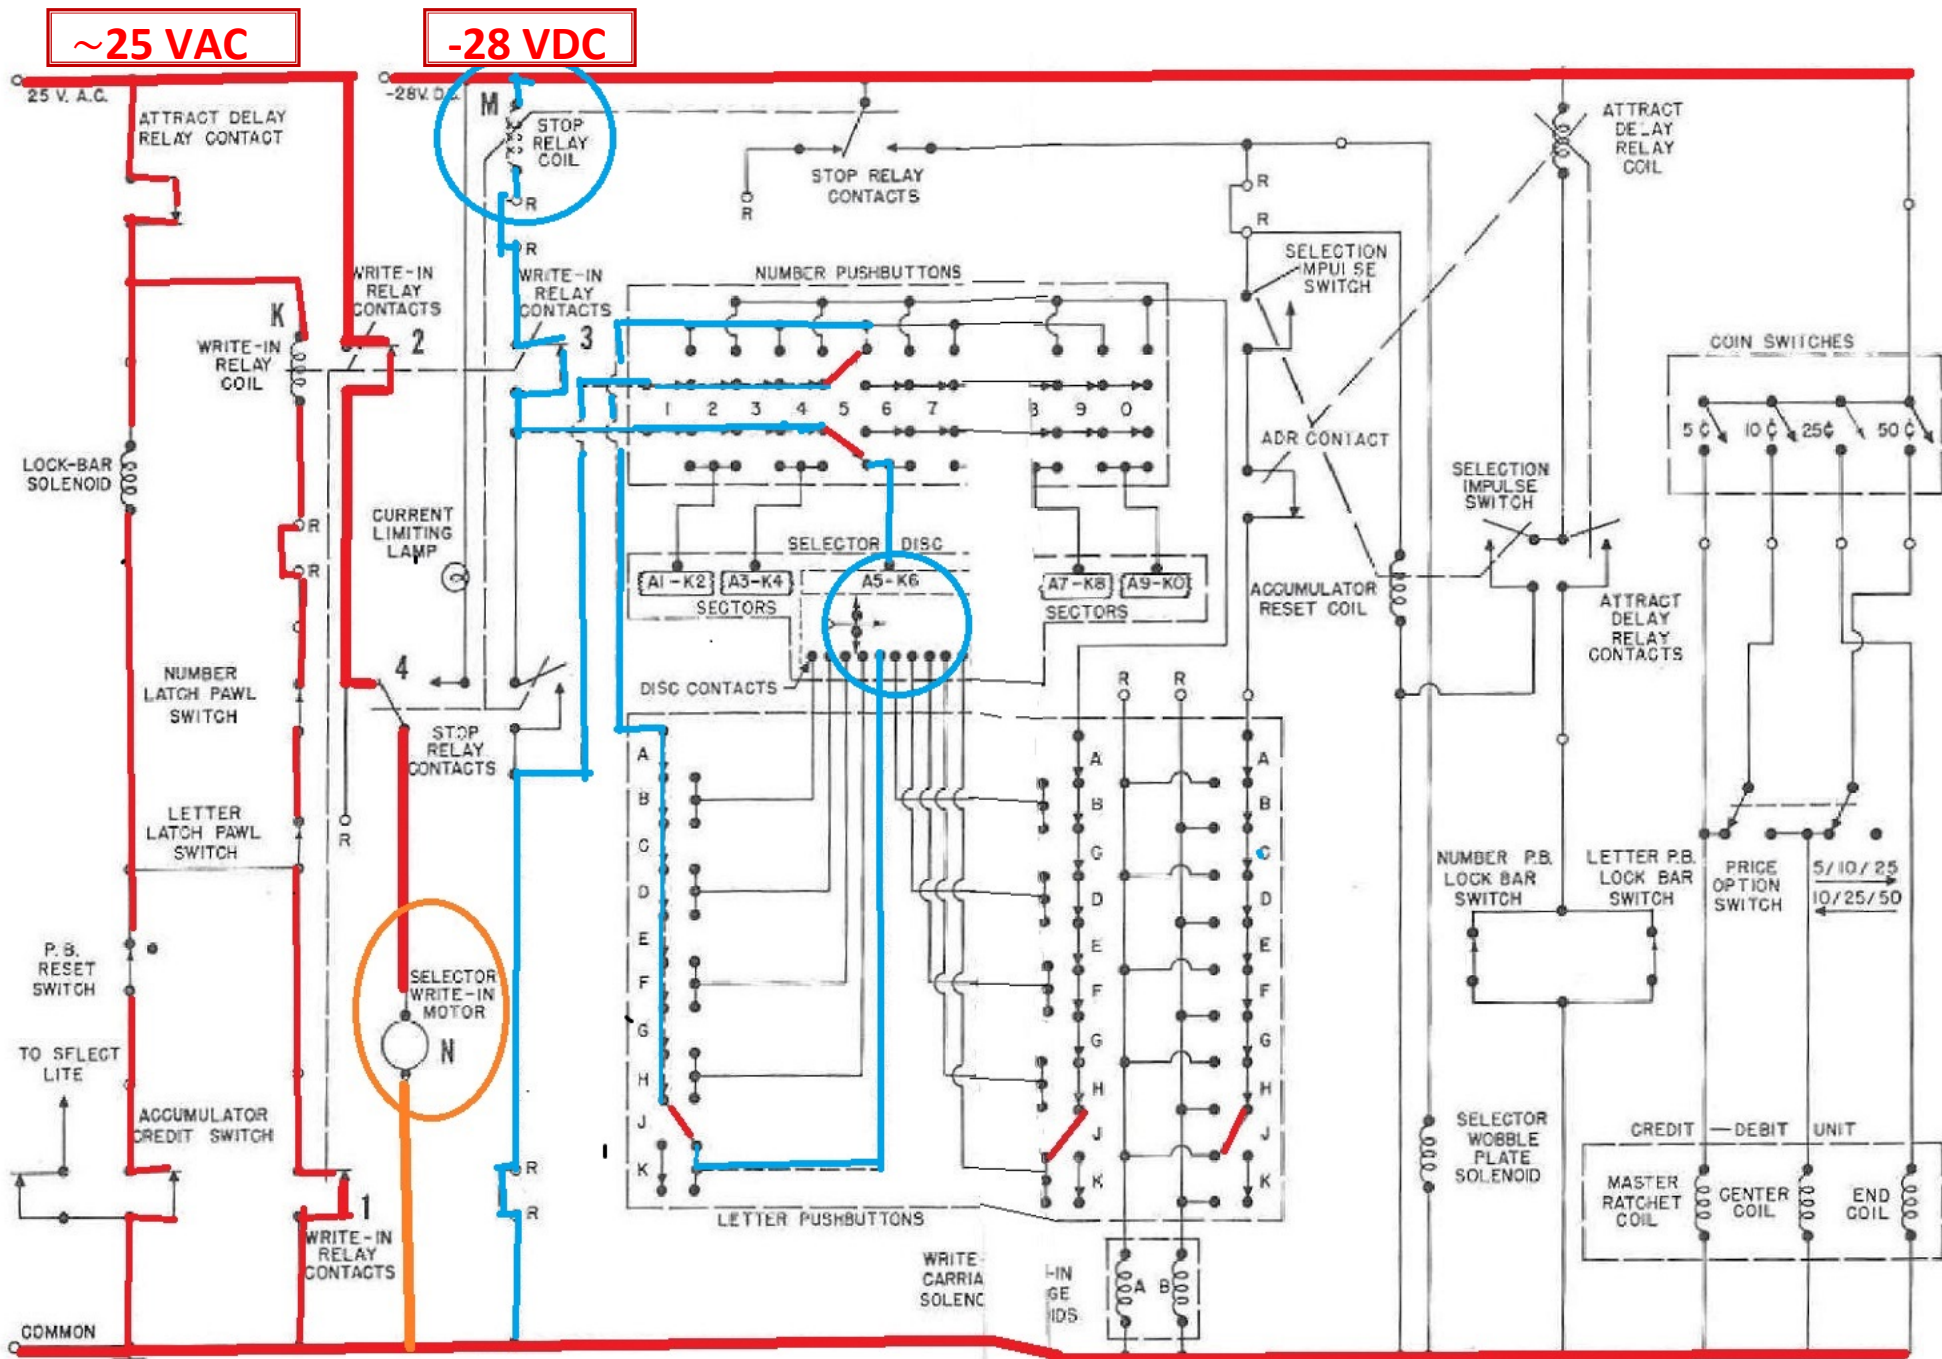 ~25 VAC
-28 VDC
25 V. A.C.
-28V. D.C.
ATTRACT DELAY
RELAY CONTACT
M
STOP
RELAY
COIL
R
R
STOP RELAY
CONTACTS
R
R
R
ATTRACT
DELAY
RELAY
COIL
SELECTION
IMPULSE
SWITCH
WRITE-IN
RELAY
CONTACTS
WRITE-IN
RELAY
CONTACTS
NUMBER PUSHBUTTONS
K
WRITE-IN
RELAY
COIL
2
3
COIN SWITCHES
1 2 3 4 5 6 7 8 9 0
5¢ 10¢ 25¢ 50¢
ADR CONTACT
LOCK-BAR
SOLENOID
SELECTION
IMPULSE
SWITCH
R
R
CURRENT
LIMITING
LAMP
SELECTOR DISC
A1-K2 A3-K4 A5-K6 A7-K8 A9-K0
SECTORS
SECTORS
ACCUMULATOR
RESET COIL
ATTRACT
DELAY
RELAY
CONTACTS
NUMBER
LATCH PAWL
SWITCH
4
DISC CONTACTS
R R
STOP
RELAY
CONTACTS
LETTER
LATCH PAWL
SWITCH
R
A
B
C
D
E
F
G
H
J
K
A
B
C
D
E
F
G
H
J
K
A
B
C
D
E
F
G
H
J
K
NUMBER P.B.
LOCK BAR
SWITCH
LETTER P.B.
LOCK BAR
SWITCH
PRICE
OPTION
SWITCH
5/10/25
10/25/50
P.B.
RESET
SWITCH
SELECTOR
WRITE-IN
MOTOR
N
TO SELECT
LITE
ACCUMULATOR
CREDIT SWITCH
R
R
1
WRITE-IN
RELAY
CONTACTS
LETTER PUSHBUTTONS
SELECTOR
WOBBLE
PLATE
SOLENOID
CREDIT — DEBIT UNIT
MASTER
RATCHET
COIL
CENTER
COIL
END
COIL
WRITE-
CARRIA
SOLENC
-IN
GE
IDS
A B
COMMON